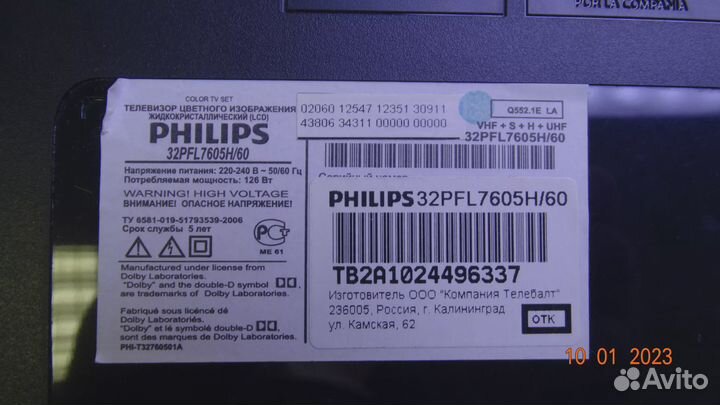 POR LA COMPAÑIA
COLOR TV SET
ТЕЛЕВИЗОР ЦВЕТНОГО ИЗОБРАЖЕНИЯ
ЖИДКОКРИСТАЛЛИЧЕСКИЙ (LCD)
PHILIPS
32PFL7605H/60
Напряжение питания: 220-240 В ~ 50/60 Гц
Потребляемая мощность: 126 Вт
WARNING! HIGH VOLTAGE
ВНИМАНИЕ! ОПАСНОЕ НАПРЯЖЕНИЕ!
ТУ 6581-019-51793539-2006
Срок службы 5 лет
МЕ 61
Manufactured under license from
Dolby Laboratories.
"Dolby" and the double-D symbol
are trademarks of Dolby Laboratories.
Fabriqué sous licence de
Dolby Laboratories.
"Dolby" et le symbole double-D
sont des marques de Dolby Laboratories.
PHI-T32760501A
02060 12547 12351 30911
43806 34311 00000 00000
Q552.1E LA
VHF + S + H + UHF
32PFL7605H/60
Серийный номер
PHILIPS 32PFL7605H/60
TB2A1024496337
Изготовитель ООО "Компания Телебалт"
236005, Россия, г. Калининград
ул. Камская, 62
ОТК
10 01 2023
Avito